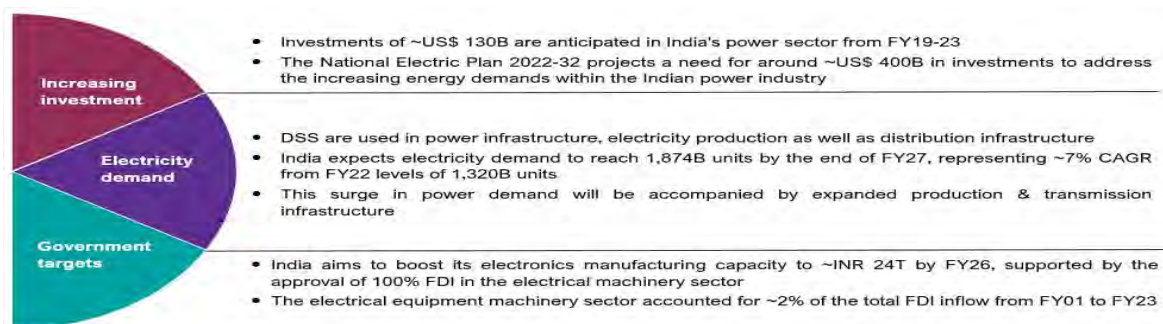 Increasing
investment
• Investments of ~US$ 130B are anticipated in India's power sector from FY19-23
• The National Electric Plan 2022-32 projects a need for around ~US$ 400B in investments to address
the increasing energy demands within the Indian power industry
Electricity
demand
• DSS are used in power infrastructure, electricity production as well as distribution infrastructure
• India expects electricity demand to reach 1,874B units by the end of FY27, representing ~7% CAGR
from FY22 levels of 1,320B units
• This surge in power demand will be accompanied by expanded production & transmission
infrastructure
Government
targets
• India aims to boost its electronics manufacturing capacity to ~INR 24T by FY26, supported by the
approval of 100% FDI in the electrical machinery sector
• The electrical equipment machinery sector accounted for ~2% of the total FDI inflow from FY01 to FY23